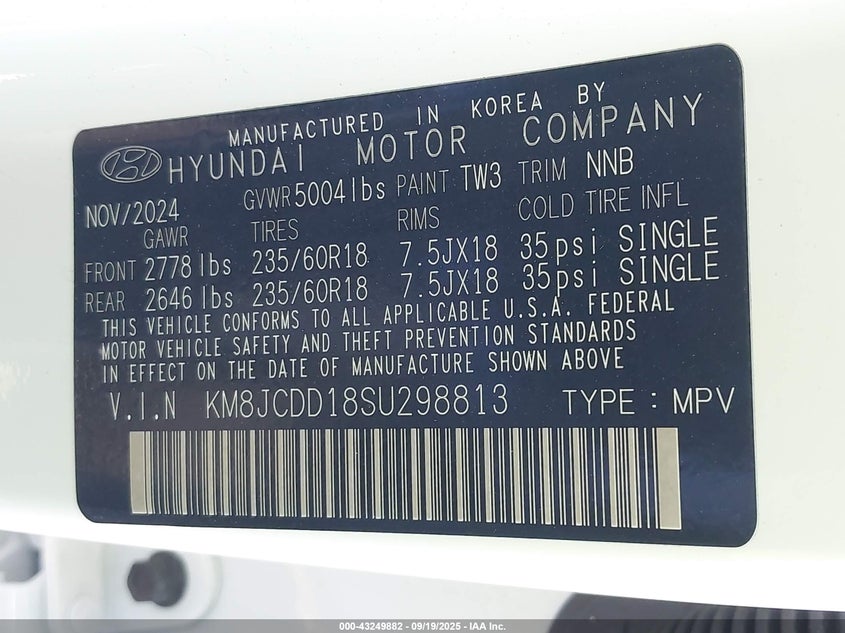 MANUFACTURED IN KOREA BY
HYUNDAI MOTOR COMPANY
NOV/2024 GVWR 5004lbs PAINT TW3 TRIM NNB
GAWR TIRES RIMS COLD TIRE INFL
FRONT 2778 lbs 235/60R18 7.5JX18 35psi SINGLE
REAR 2646 lbs 235/60R18 7.5JX18 35psi SINGLE
THIS VEHICLE CONFORMS TO ALL APPLICABLE U.S.A. FEDERAL
MOTOR VEHICLE SAFETY AND THEFT PREVENTION STANDARDS
IN EFFECT ON THE DATE OF MANUFACTURE SHOWN ABOVE
V.I.N KM8JCDD18SU298813 TYPE : MPV
000-43249882 - 09/19/2025 - IAA Inc.